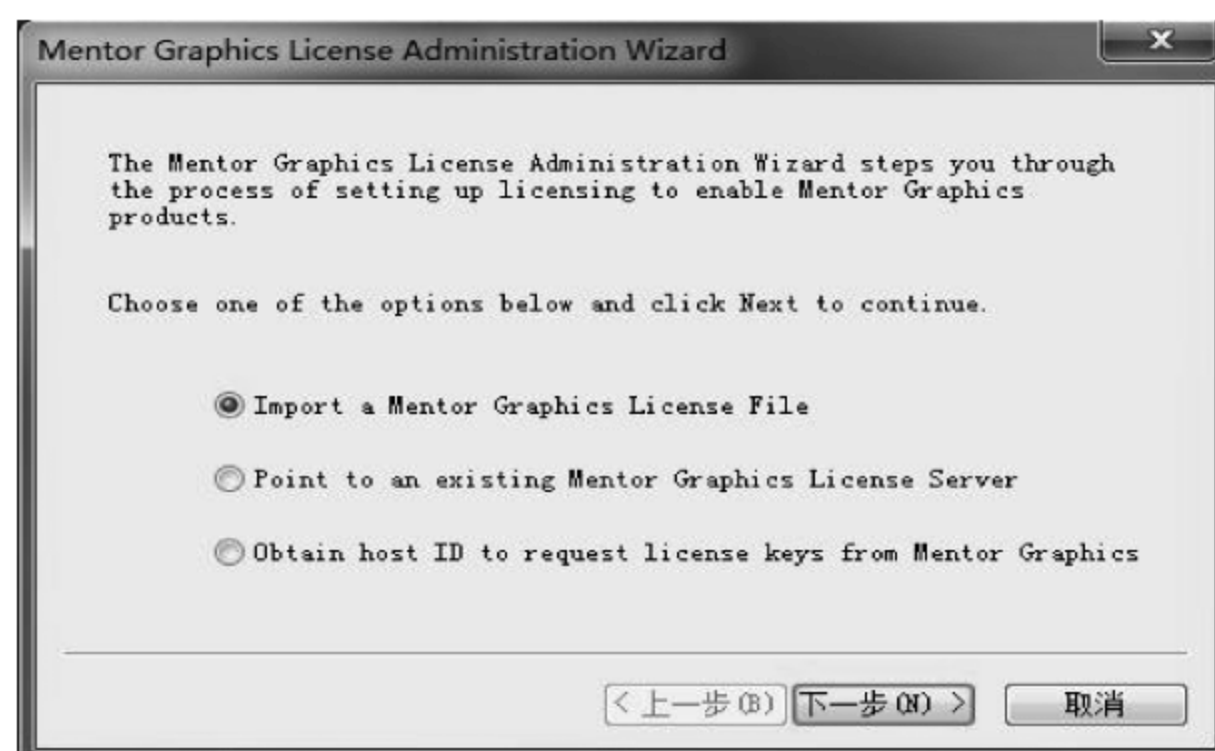 Mentor Graphics License Administration Wizard
The Mentor Graphics License Administration Wizard steps you through
the process of setting up licensing to enable Mentor Graphics
products.
Choose one of the options below and click Next to continue.
Import a Mentor Graphics License File
Point to an existing Mentor Graphics License Server
Obtain host ID to request license keys from Mentor Graphics
< 上一步(B) 下一步(N) > 取消